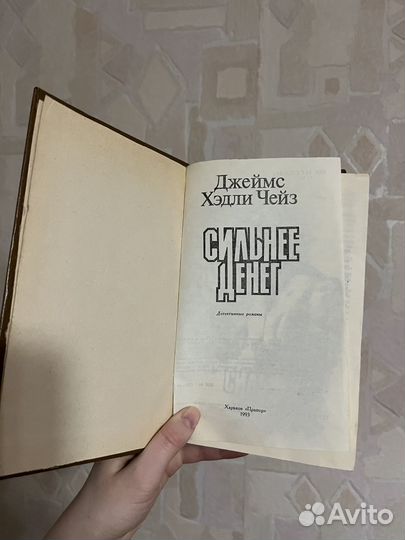 Джеймс
Хэдли Чейз
СИЛЬНЕЕ
ДЕНЕГ
Детективные романы
Харьков «Прапор»
1993
Avito